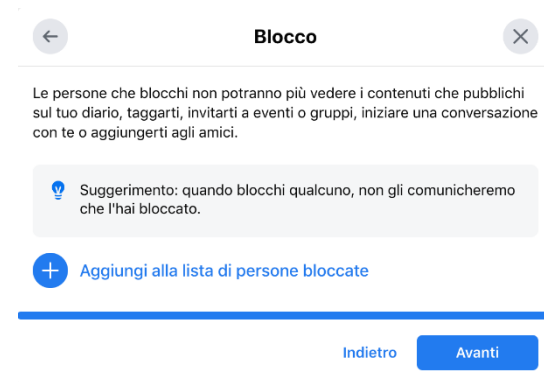 Blocco
Le persone che blocchi non potranno più vedere i contenuti che pubblichi
sul tuo diario, taggarti, invitarti a eventi o gruppi, iniziare una conversazione
con te o aggiungerti agli amici.
Suggerimento: quando blocchi qualcuno, non gli comunicheremo
che l'hai bloccato.
Aggiungi alla lista di persone bloccate
Indietro
Avanti